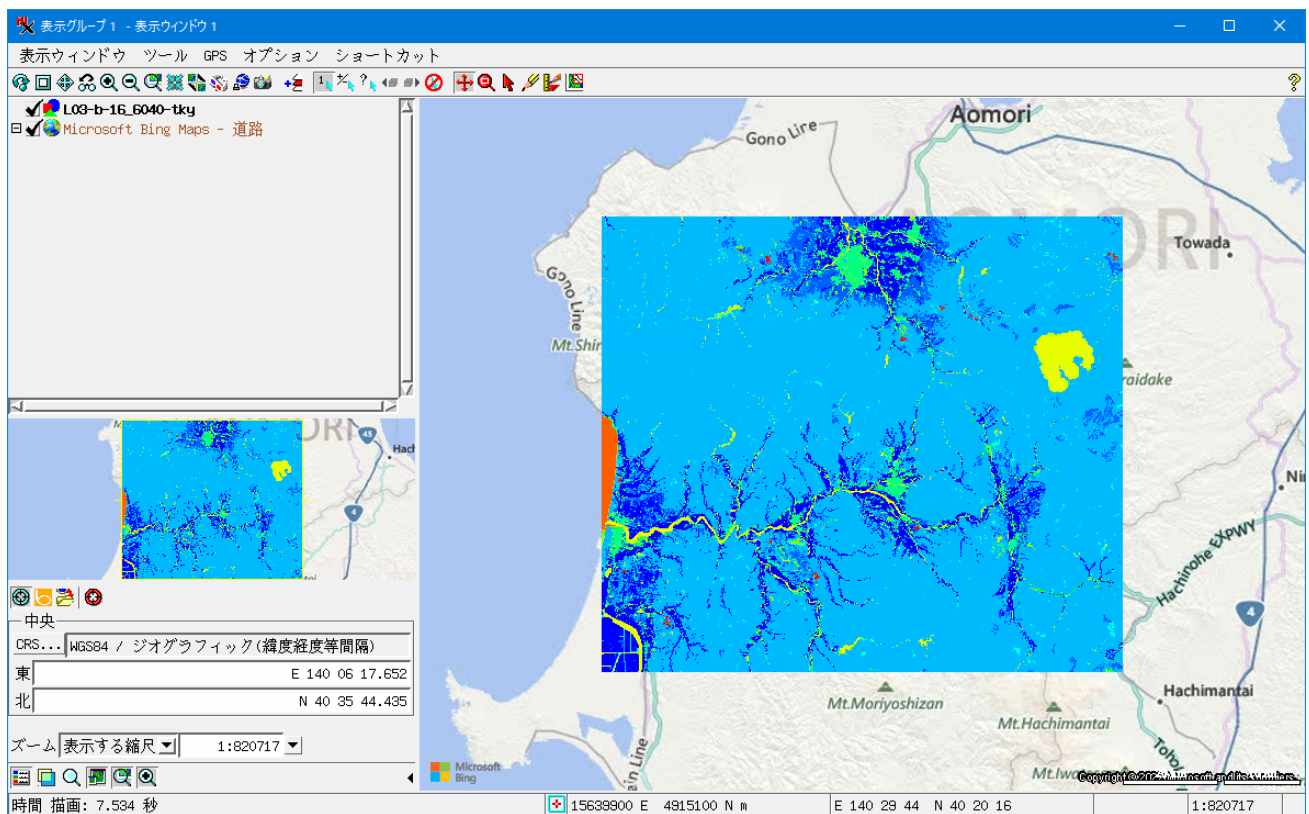 表示グループ1 - 表示ウィンドウ1
表示ウィンドウ ツール GPS オプション ショートカット
L03-b-16_6040-tky
Microsoft Bing Maps - 道路
Aomori
Gono Line
Towada
Gono Line
Mt.Shir
raidake
Hach
45
4
Ni
Hachinohe EXPWY
4
中央
CRS... WGS84 / ジオグラフィック(緯度経度等間隔)
東 E 140 06 17.652
北 N 40 35 44.435
Hachimantai
Mt.Moriyoshizan
Mt.Hachimantai
ズーム 表示する縮尺 1:820717
in Line
Toho
Microsoft
Bing
時間 描画: 7.534 秒 15639900 E 4915100 N m E 140 29 44 N 40 20 16 1:820717